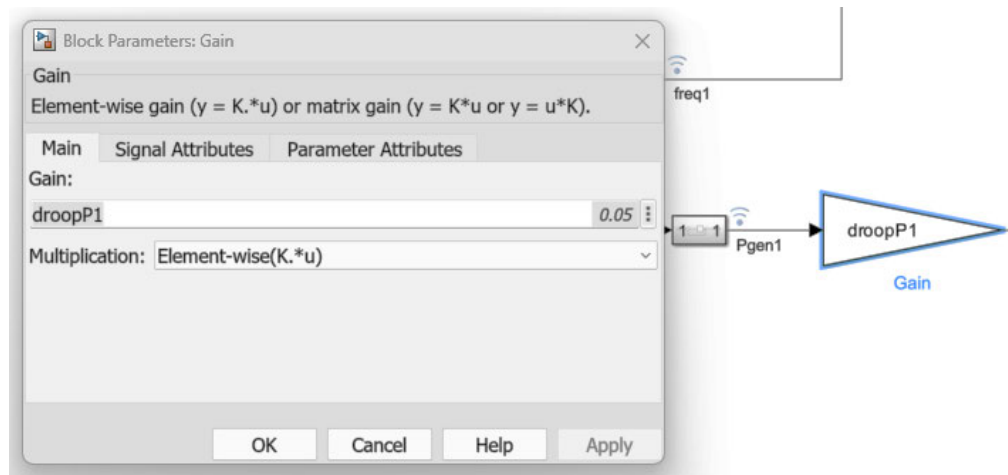 Block Parameters: Gain
Gain
Element-wise gain (y = K.*u) or matrix gain (y = K*u or y = u*K).
Main Signal Attributes Parameter Attributes
Gain:
droopP1 0.05
Multiplication: Element-wise(K.*u)
OK Cancel Help Apply
freq1
1 1
Pgen1
droopP1
Gain